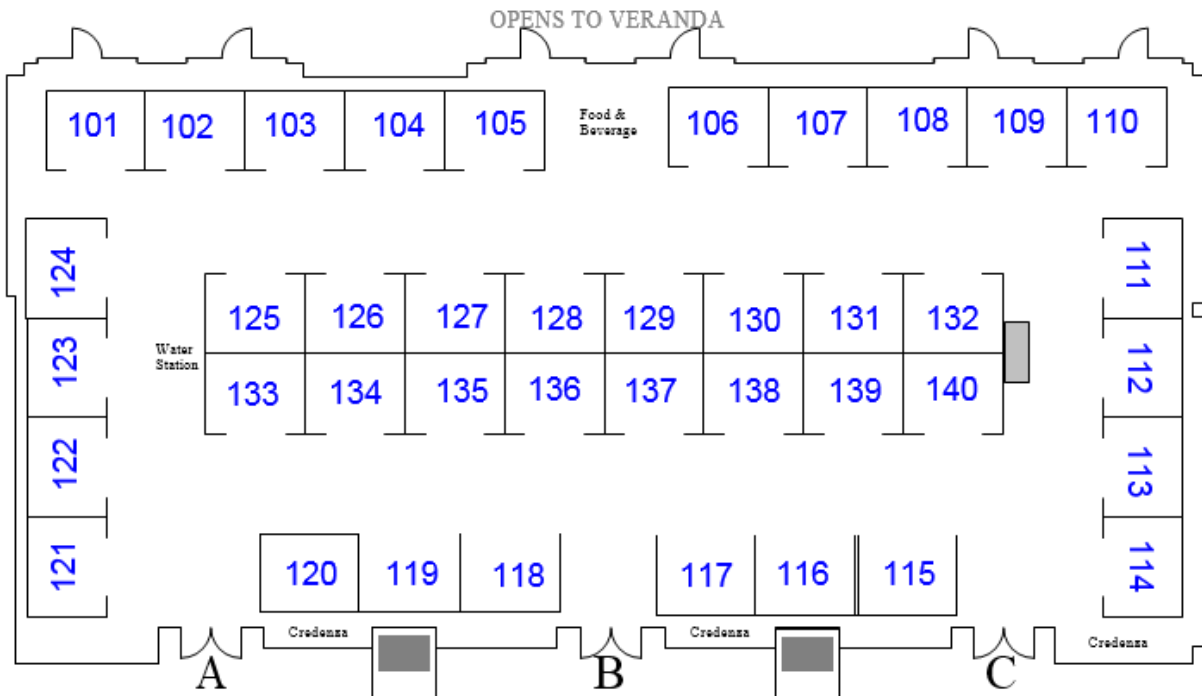 OPENS TO VERANDA
101 102 103 104 105
Food &
Beverage
106 107 108 109 110
124
123
122
121
125 126 127 128 129 130 131 132
Water
Station
133 134 135 136 137 138 139 140
111
112
113
114
120 119 118
117 116 115
Credenza
Credenza
Credenza
A
B
C